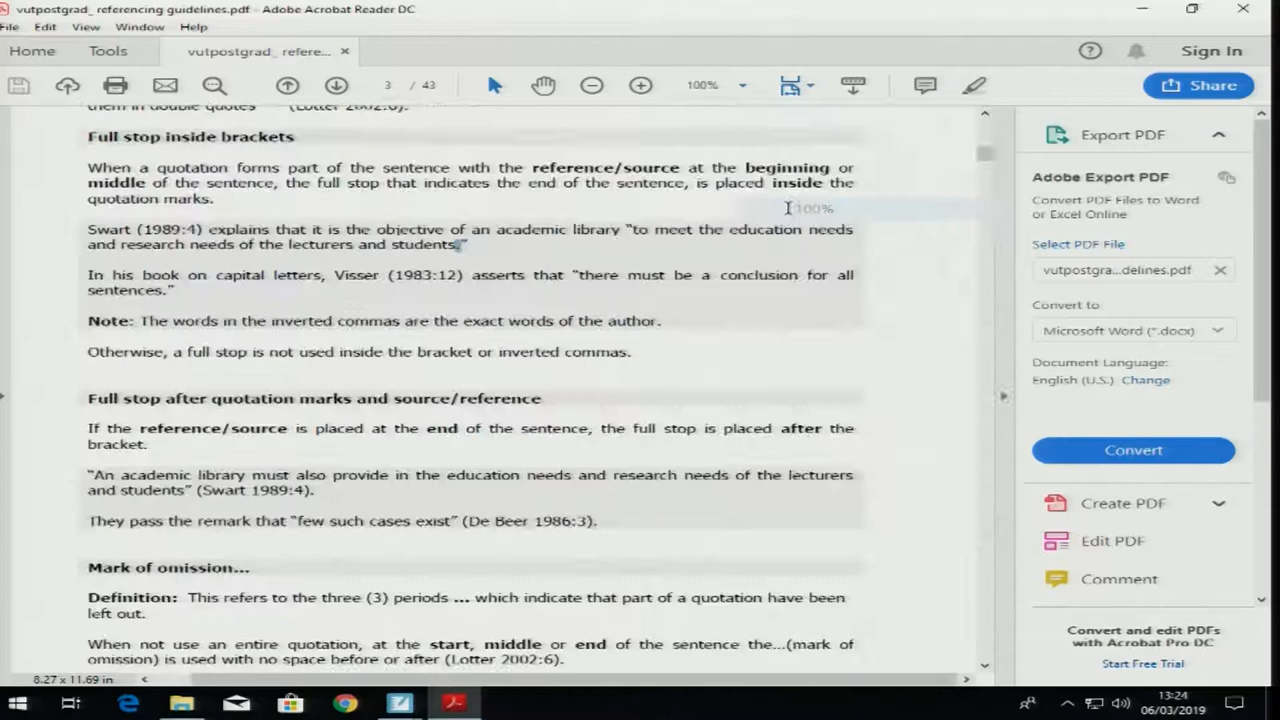 vutpostgrad_ referencing guidelines.pdf - Adobe Acrobat Reader DC
File Edit View Window Help
Home Tools vutpostgrad_ refere... × Sign In
3 / 43 100% Share
them in double quotes" (Lotter 2002:6).
Full stop inside brackets
When a quotation forms part of the sentence with the reference/source at the beginning or
middle of the sentence, the full stop that indicates the end of the sentence, is placed inside the
quotation marks.
100%
Swart (1989:4) explains that it is the objective of an academic library "to meet the education needs
and research needs of the lecturers and students."
In his book on capital letters, Visser (1983:12) asserts that "there must be a conclusion for all
sentences."
Note: The words in the inverted commas are the exact words of the author.
Otherwise, a full stop is not used inside the bracket or inverted commas.
Full stop after quotation marks and source/reference
If the reference/source is placed at the end of the sentence, the full stop is placed after the
bracket.
"An academic library must also provide in the education needs and research needs of the lecturers
and students" (Swart 1989:4).
They pass the remark that "few such cases exist" (De Beer 1986:3).
Mark of omission...
Definition: This refers to the three (3) periods ... which indicate that part of a quotation have been
left out.
When not use an entire quotation, at the start, middle or end of the sentence the...(mark of
omission) is used with no space before or after (Lotter 2002:6).
8.27 x 11.69 in
Export PDF
Adobe Export PDF
Convert PDF Files to Word
or Excel Online
Select PDF File
vutpostgra...delines.pdf
Convert to
Microsoft Word (*.docx)
Document Language:
English (U.S.) Change
Convert
Create PDF
Edit PDF
Comment
Convert and edit PDFs
with Acrobat Pro DC
Start Free Trial
13:24
06/03/2019